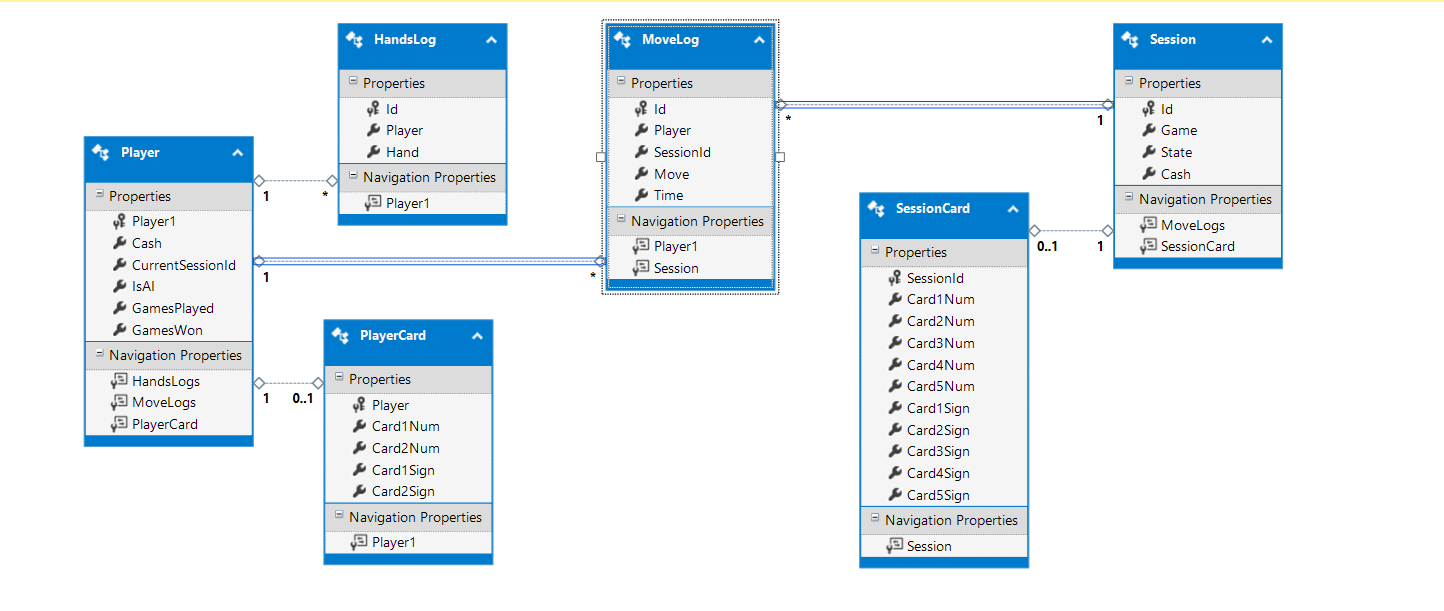 HandsLog
Properties
Id
Player
Hand
Navigation Properties
Player1
MoveLog
Properties
Id
Player
SessionId
Move
Time
Navigation Properties
Player1
Session
Session
Properties
Id
Game
State
Cash
Navigation Properties
MoveLogs
SessionCard
Player
Properties
Player1
Cash
CurrentSessionId
IsAI
GamesPlayed
GamesWon
Navigation Properties
HandsLogs
MoveLogs
PlayerCard
PlayerCard
Properties
Player
Card1Num
Card2Num
Card1Sign
Card2Sign
Navigation Properties
Player1
SessionCard
Properties
SessionId
Card1Num
Card2Num
Card3Num
Card4Num
Card5Num
Card1Sign
Card2Sign
Card3Sign
Card4Sign
Card5Sign
Navigation Properties
Session
1
*
1
*
1
0..1
*
1
0..1
1